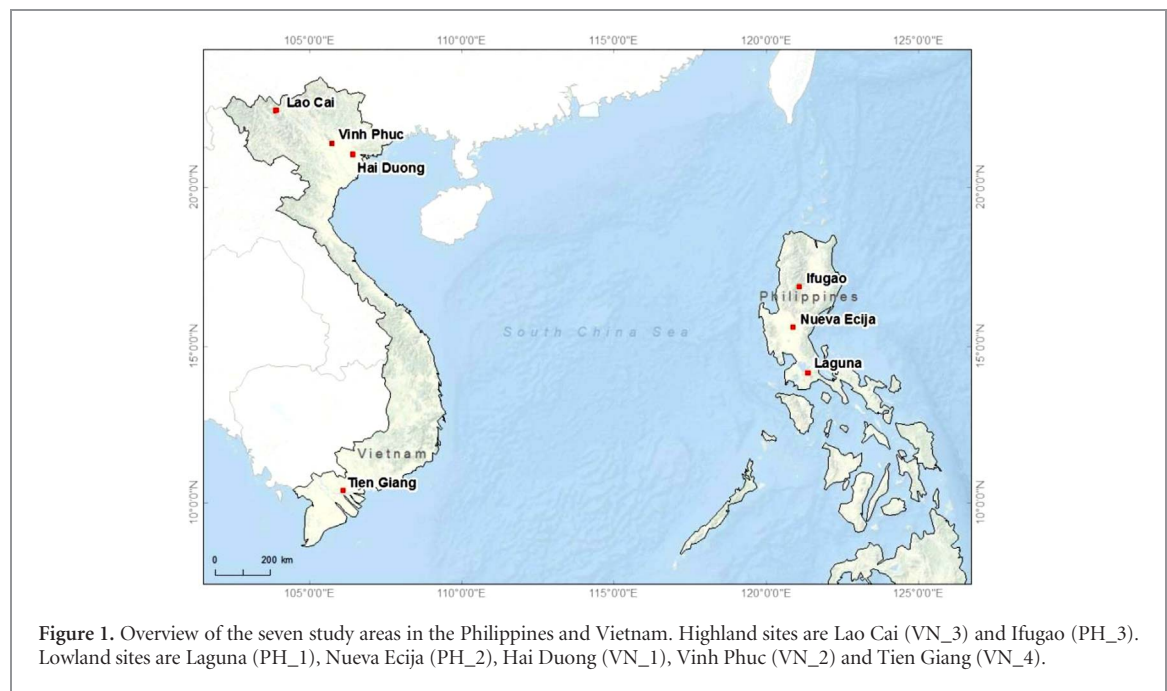 105°0'0"E 110°0'0"E 115°0'0"E 120°0'0"E 125°0'0"E
Lao Cai
Vinh Phuc
Hai Duong
20°0'0"N 20°0'0"N
Ifugao
Philippines
Nueva Ecija
South China Sea
15°0'0"N 15°0'0"N
Laguna
Vietnam
Tien Giang
10°0'0"N 10°0'0"N
0 200 km
105°0'0"E 110°0'0"E 115°0'0"E 120°0'0"E 125°0'0"E
Figure 1. Overview of the seven study areas in the Philippines and Vietnam. Highland sites are Lao Cai (VN_3) and Ifugao (PH_3).
Lowland sites are Laguna (PH_1), Nueva Ecija (PH_2), Hai Duong (VN_1), Vinh Phuc (VN_2) and Tien Giang (VN_4).